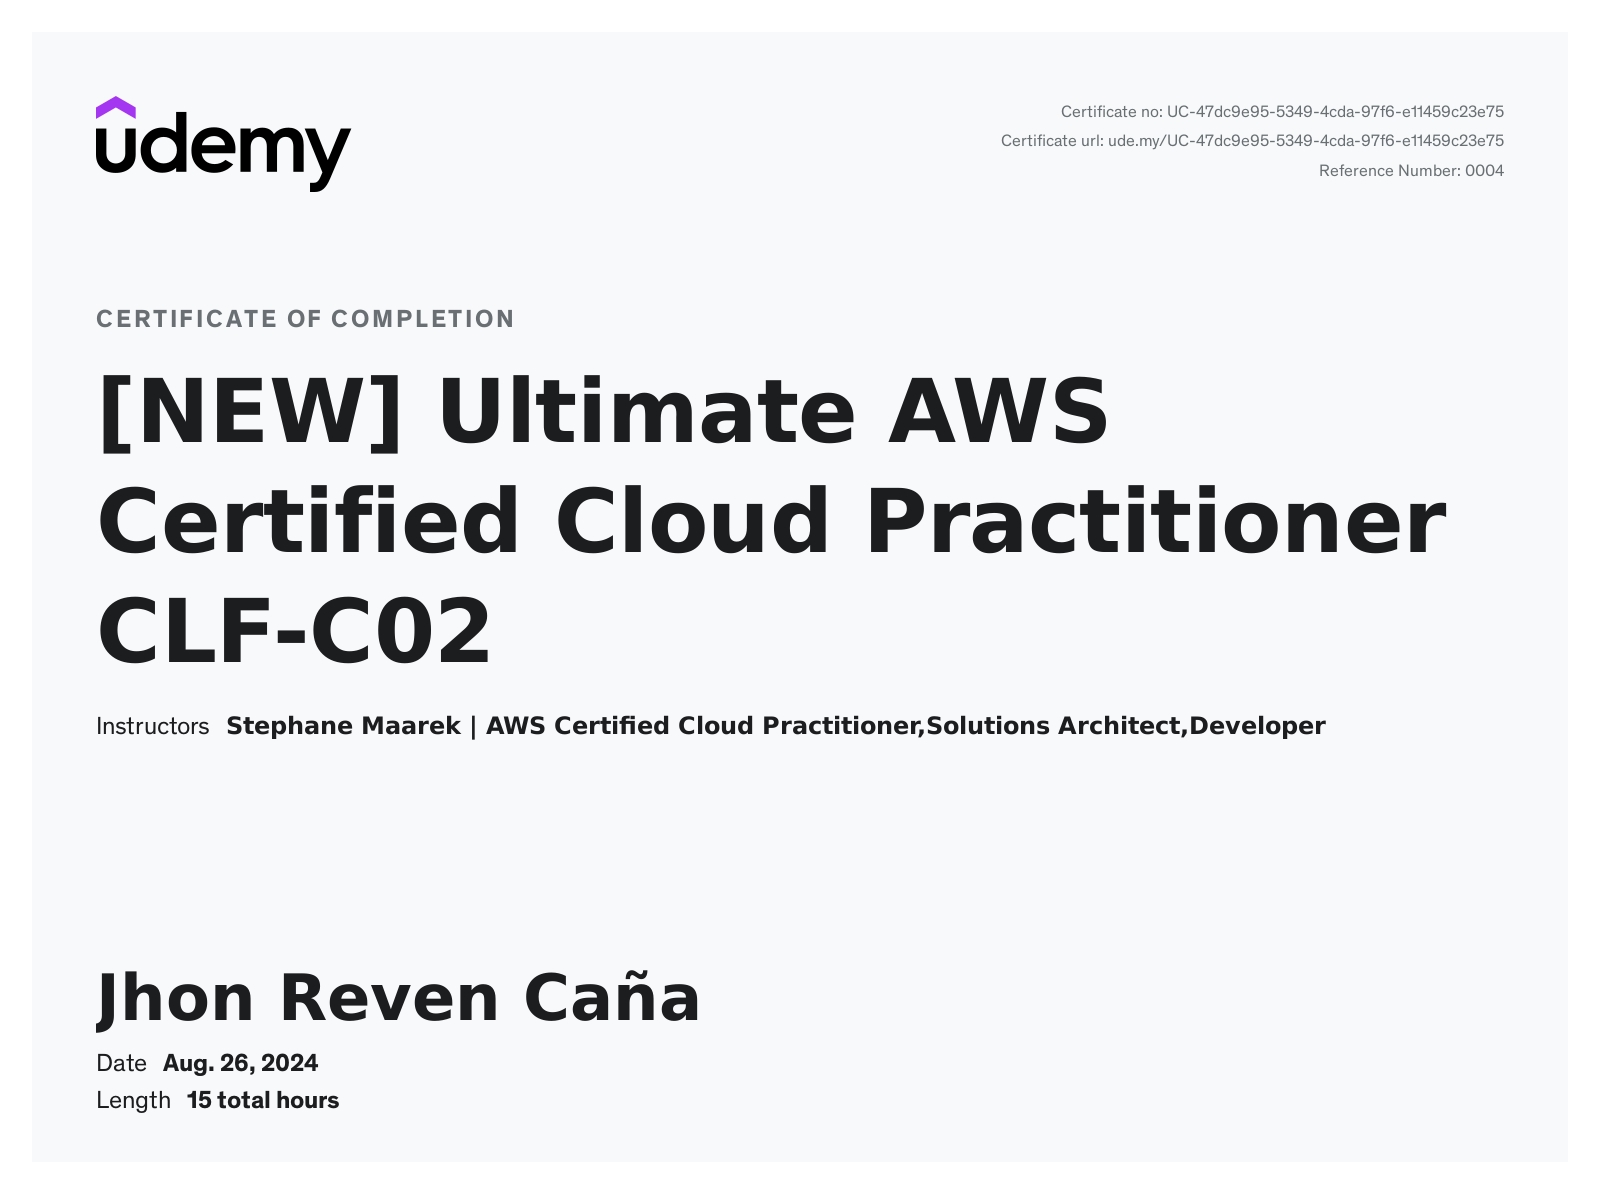 udemy
Certificate no: UC-47dc9e95-5349-4cda-97f6-e11459c23e75
Certificate url: ude.my/UC-47dc9e95-5349-4cda-97f6-e11459c23e75
Reference Number: 0004
CERTIFICATE OF COMPLETION
[NEW] Ultimate AWS
Certified Cloud Practitioner
CLF-C02
Instructors Stephane Maarek | AWS Certified Cloud Practitioner,Solutions Architect,Developer
Jhon Reven Caña
Date Aug. 26, 2024
Length 15 total hours